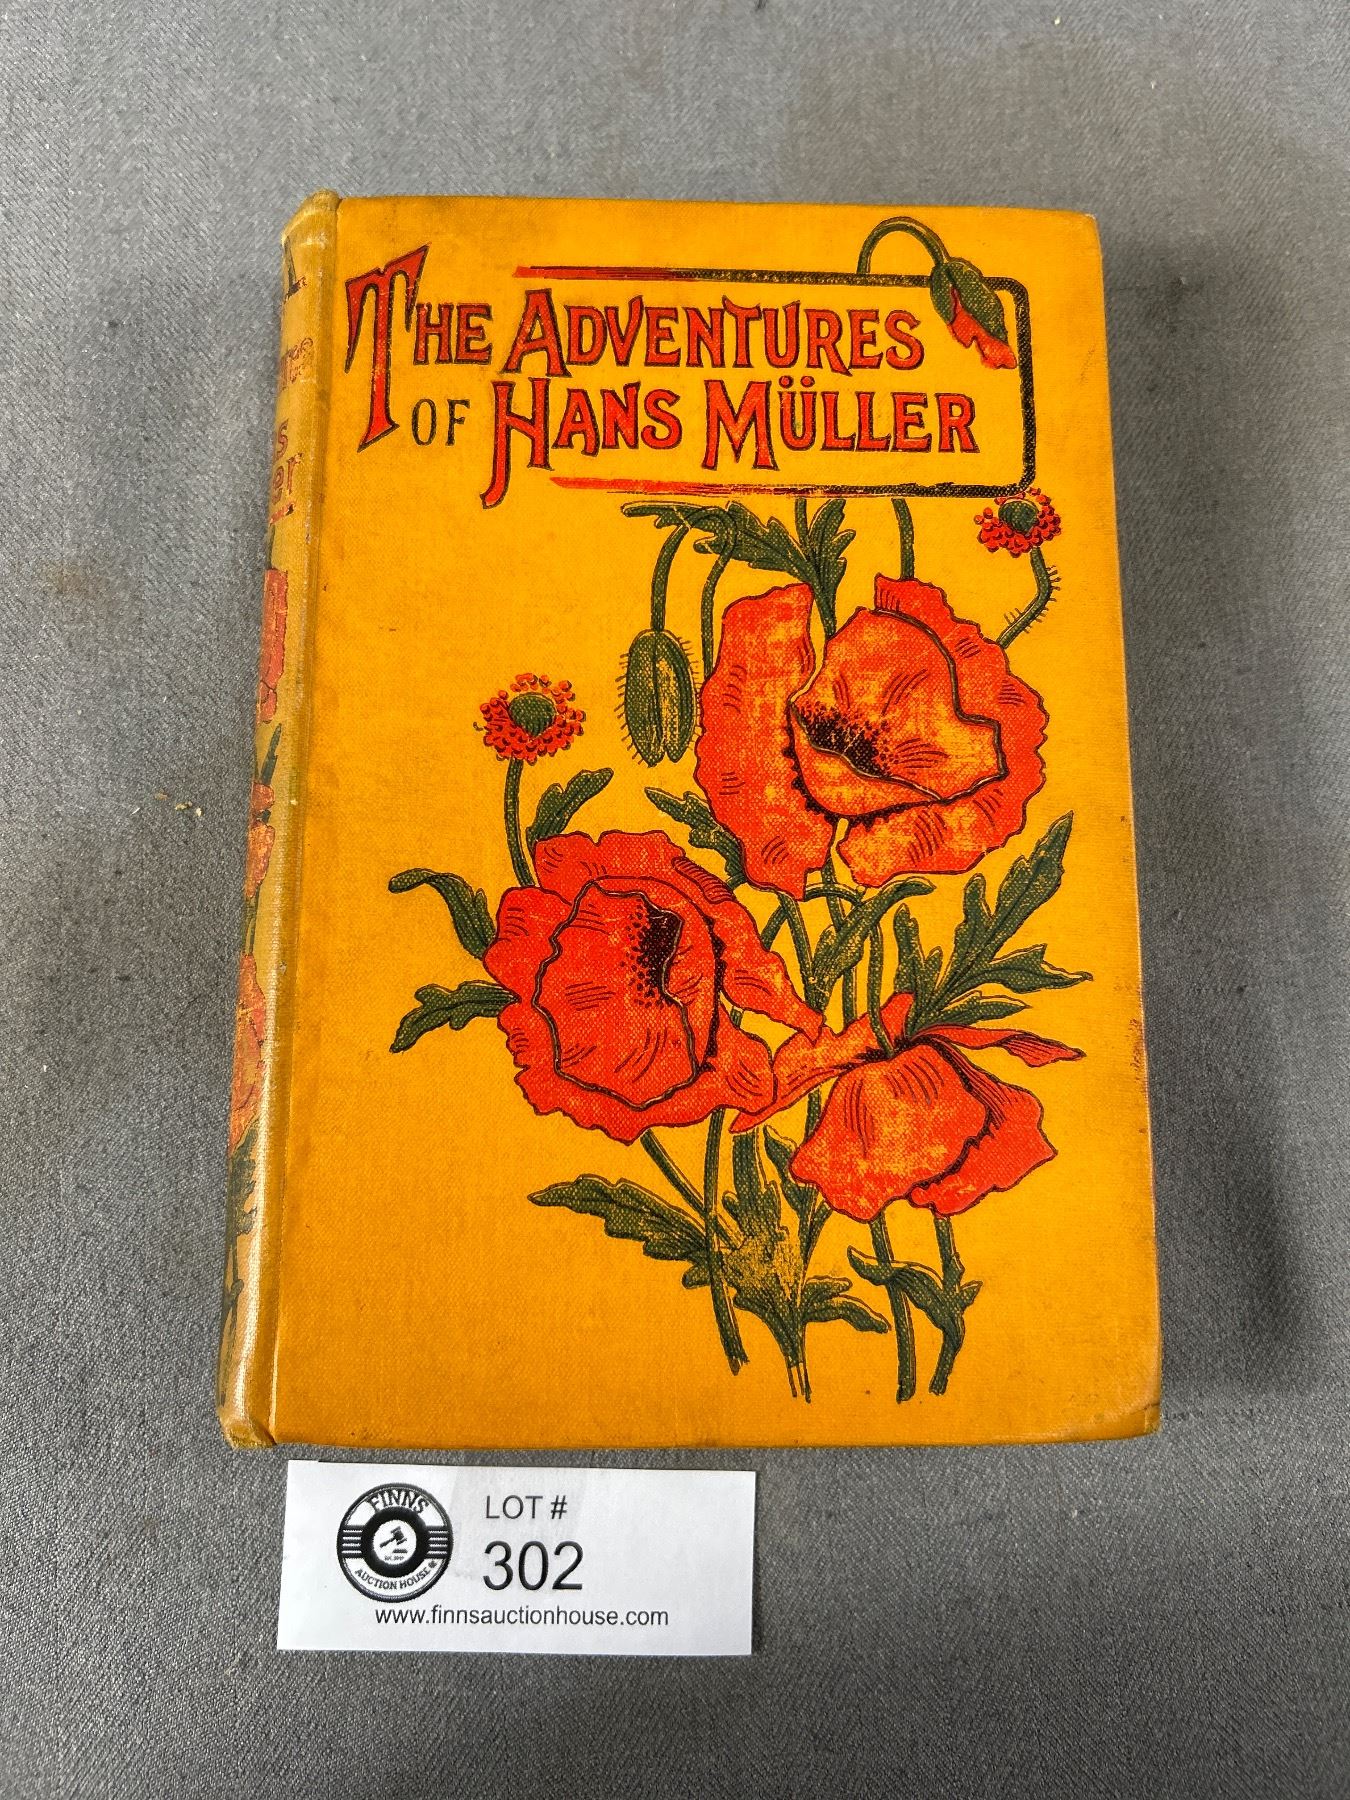 THE ADVENTURES
OF HANS MÜLLER
FINNS
AUCTION HOUSE
LOT #
302
www.finnsauctionhouse.com